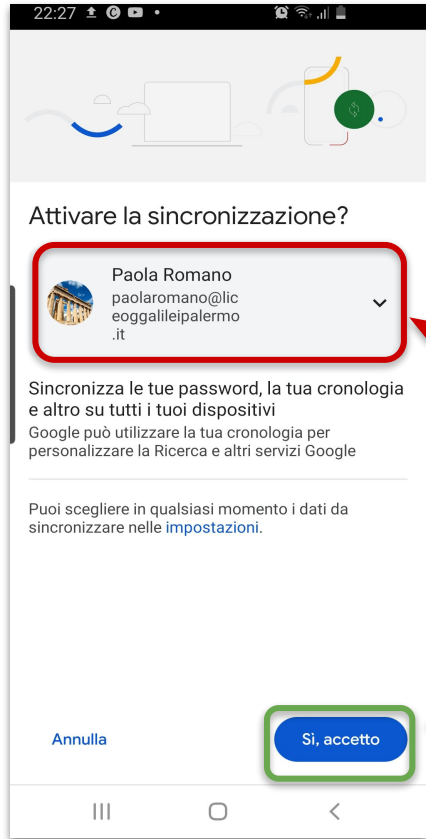 22:27
Attivare la sincronizzazione?
Paola Romano
paolaromano@lic
eoggalileipalermo
.it
Sincronizza le tue password, la tua cronologia
e altro su tutti i tuoi dispositivi
Google può utilizzare la tua cronologia per
personalizzare la Ricerca e altri servizi Google
Puoi scegliere in qualsiasi momento i dati da
sincronizzare nelle impostazioni.
Annulla
Sì, accetto